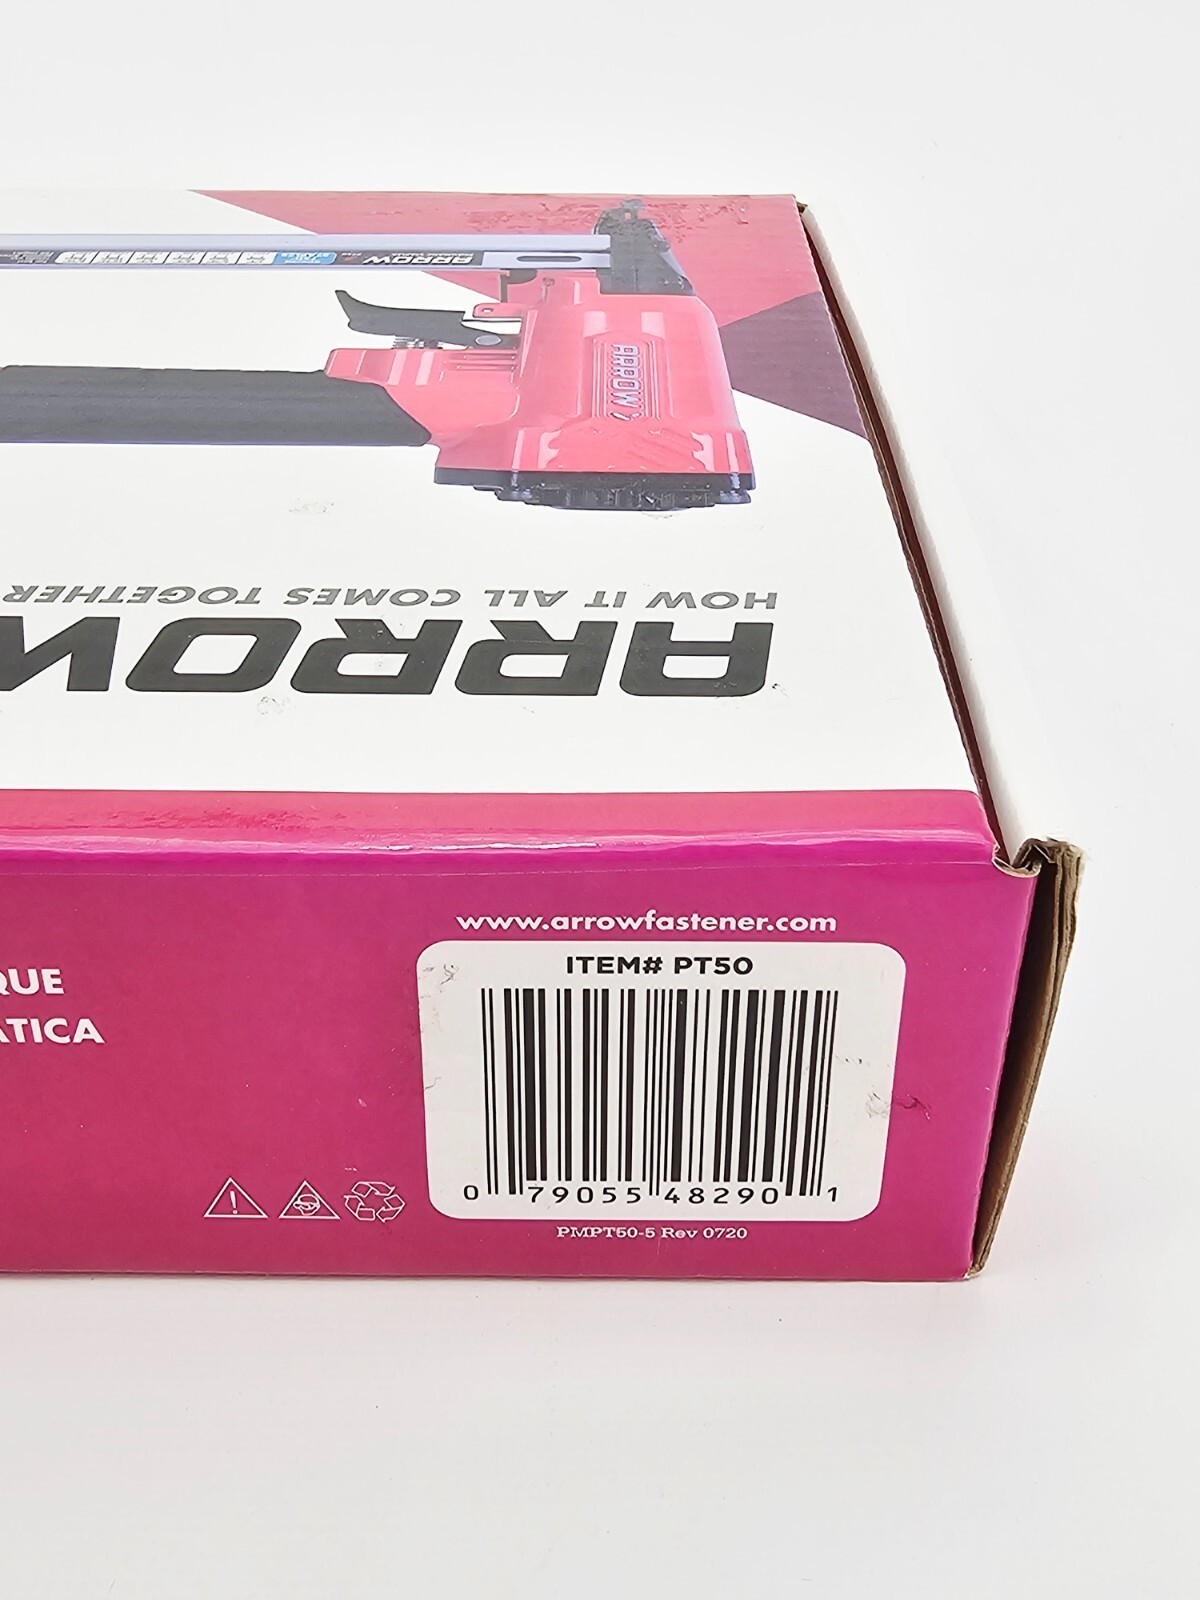 ARROW
ARROW
HOW IT ALL COMES TOGETHER
ARROW
www.arrowfastener.com
ITEM# PT50
0 79055 48290 1
PMPT50-5 Rev 0720
QUE
ATICA